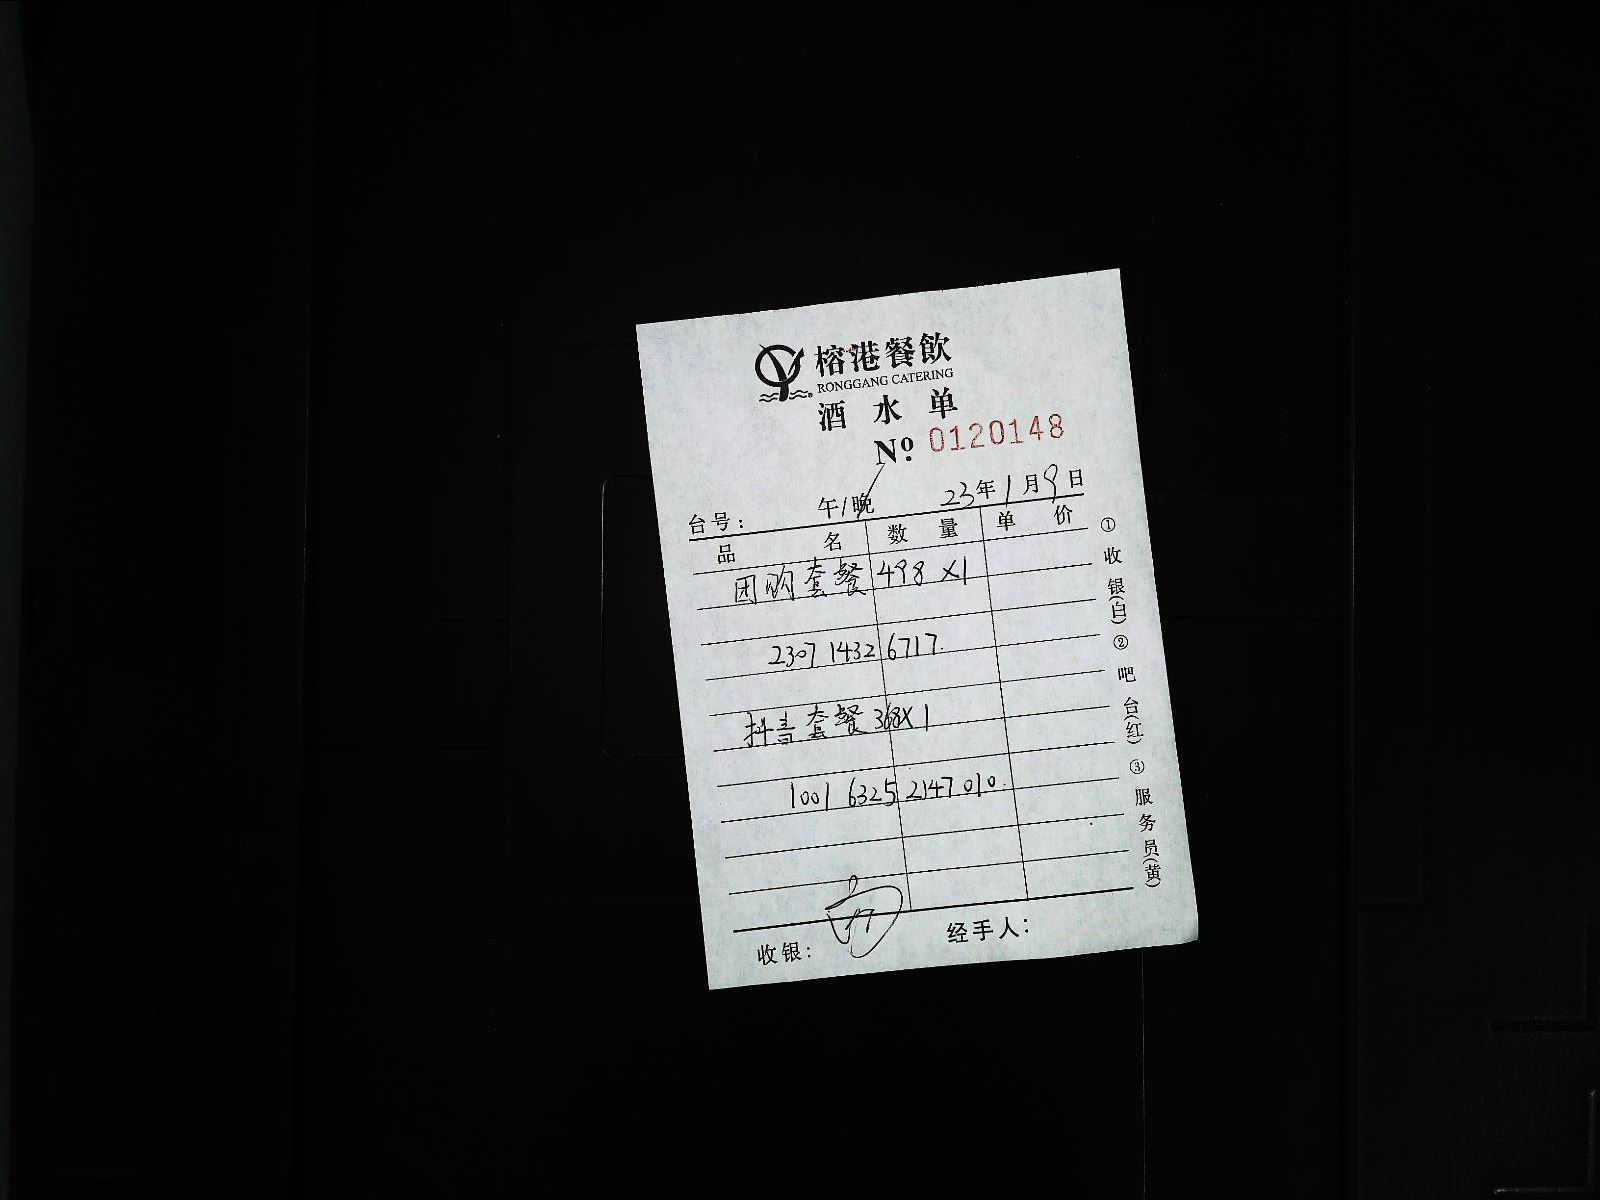 榕港餐飲
RONGGANG CATERING
酒水单
Nº 0120148
台号： 午/晚 23年1月9日
品名 数量 单价
团购套餐 498 X1
2307 1432 6717.
抖音套餐 368X1
1001 6325 2147 010.
收银： 经手人：
①收银(白)②吧台(红)③服务员(黄)